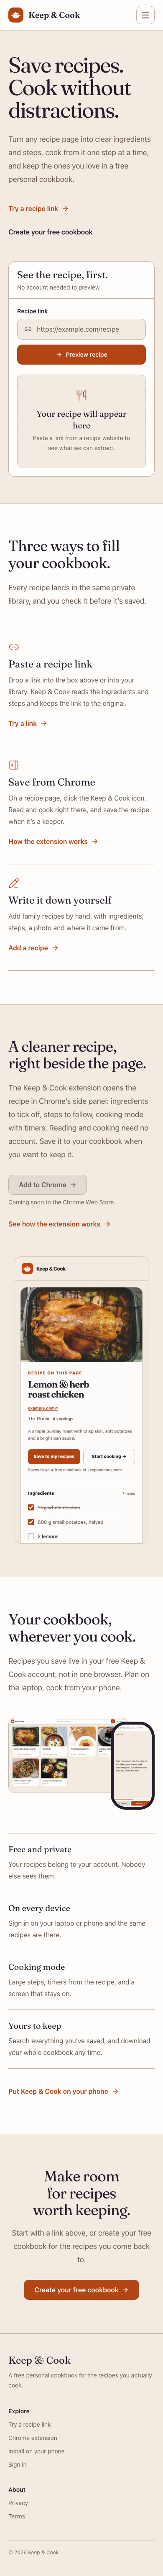 Keep & Cook
Save recipes.
Cook without
distractions.
Turn any recipe page into clear ingredients
and steps, cook from it one step at a time,
and keep the ones you love in a free
personal cookbook.
Try a recipe link →
Create your free cookbook
See the recipe, first.
No account needed to preview.
Recipe link
https://example.com/recipe
→ Preview recipe
Your recipe will appear
here
Paste a link from a recipe website to
see what we can extract.
Three ways to fill
your cookbook.
Every recipe lands in the same private
library, and you check it before it's saved.
Paste a recipe link
Drop a link into the box above or into your
library. Keep & Cook reads the ingredients and
steps and keeps the link to the original.
Try a link →
Save from Chrome
On a recipe page, click the Keep & Cook icon.
Read and cook right there, and save the recipe
when it's a keeper.
How the extension works →
Write it down yourself
Add family recipes by hand, with ingredients,
steps, a photo and where it came from.
Add a recipe →
A cleaner recipe,
right beside the page.
The Keep & Cook extension opens the
recipe in Chrome's side panel: ingredients
to tick off, steps to follow, cooking mode
with timers. Reading and cooking need no
account. Save it to your cookbook when
you want to keep it.
Add to Chrome →
Coming soon to the Chrome Web Store.
See how the extension works →
Keep & Cook
RECIPE ON THIS PAGE
Lemon & herb
roast chicken
example.com↗
1 hr 15 min · 4 servings
A simple Sunday roast with crisp skin, soft potatoes
and a bright pan sauce.
Save to my recipes
Start cooking →
Saves to your free cookbook at keepandcook.com
Ingredients
7 items
1 kg whole chicken
600 g small potatoes, halved
2 lemons
Your cookbook,
wherever you cook.
Recipes you save live in your free Keep &
Cook account, not in one browser. Plan on
the laptop, cook from your phone.
Free and private
Your recipes belong to your account. Nobody
else sees them.
On every device
Sign in on your laptop or phone and the same
recipes are there.
Cooking mode
Large steps, timers from the recipe, and a
screen that stays on.
Yours to keep
Search everything you've saved, and download
your whole cookbook any time.
Put Keep & Cook on your phone →
Make room
for recipes
worth keeping.
Start with a link above, or create your free
cookbook for the recipes you come back
to.
Create your free cookbook →
Keep & Cook
A free personal cookbook for the recipes you actually
cook.
Explore
Try a recipe link
Chrome extension
Install on your phone
Sign in
About
Privacy
Terms
© 2026 Keep & Cook